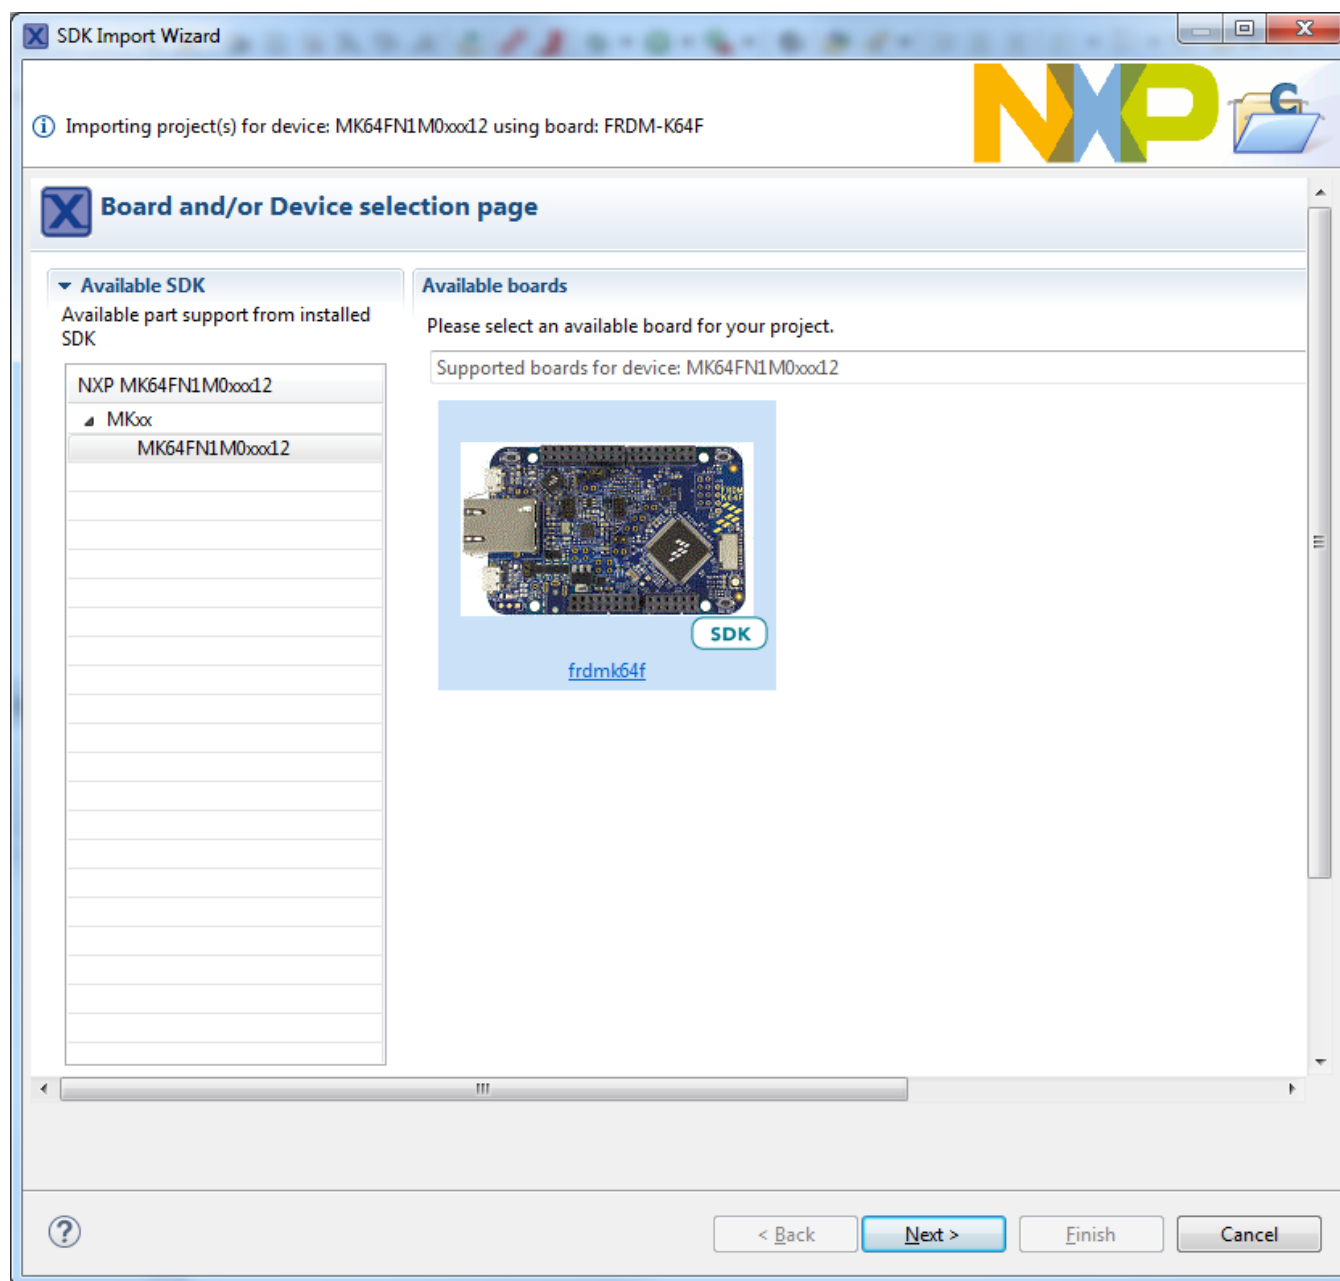 SDK Import Wizard
Importing project(s) for device: MK64FN1M0xxx12 using board: FRDM-K64F
NXP
Board and/or Device selection page
Available SDK
Available part support from installed
SDK
NXP MK64FN1M0xxx12
MKxx
MK64FN1M0xxx12
Available boards
Please select an available board for your project.
Supported boards for device: MK64FN1M0xxx12
FRDM
K64F
SDK
frdmk64f
< Back
Next >
Finish
Cancel